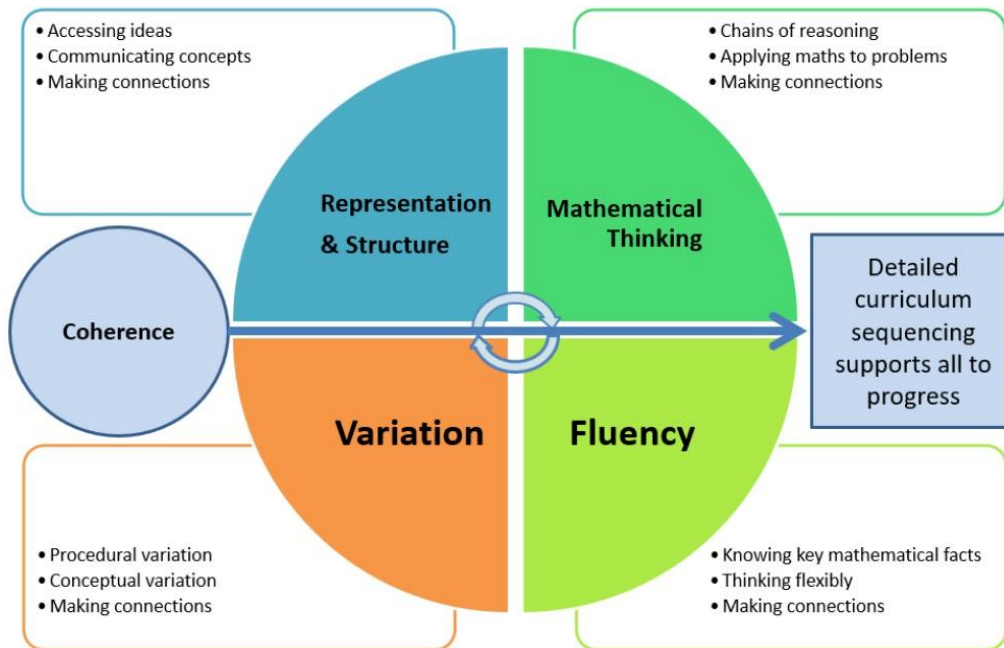 • Accessing ideas
• Communicating concepts
• Making connections
• Chains of reasoning
• Applying maths to problems
• Making connections
Representation
& Structure
Mathematical
Thinking
Coherence
Detailed
curriculum
sequencing
supports all to
progress
Variation
Fluency
• Procedural variation
• Conceptual variation
• Making connections
• Knowing key mathematical facts
• Thinking flexibly
• Making connections